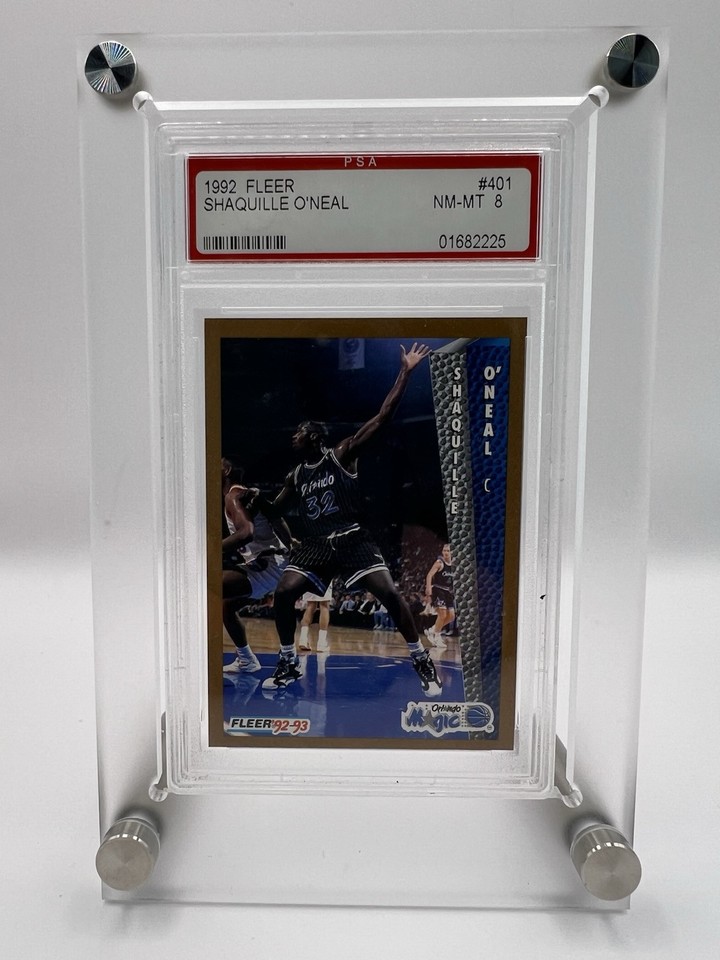 PSA
1992 FLEER #401
SHAQUILLE O'NEAL NM-MT 8
01682225
SHAQUILLE
O'NEAL C
Orlando
32
FLEER '92-93
Orlando
Magic